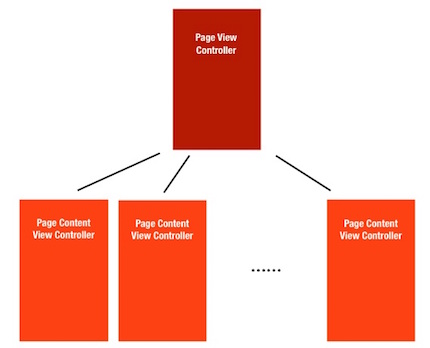 Page View
Controller
Page Content
View Controller
Page Content
View Controller
......
Page Content
View Controller